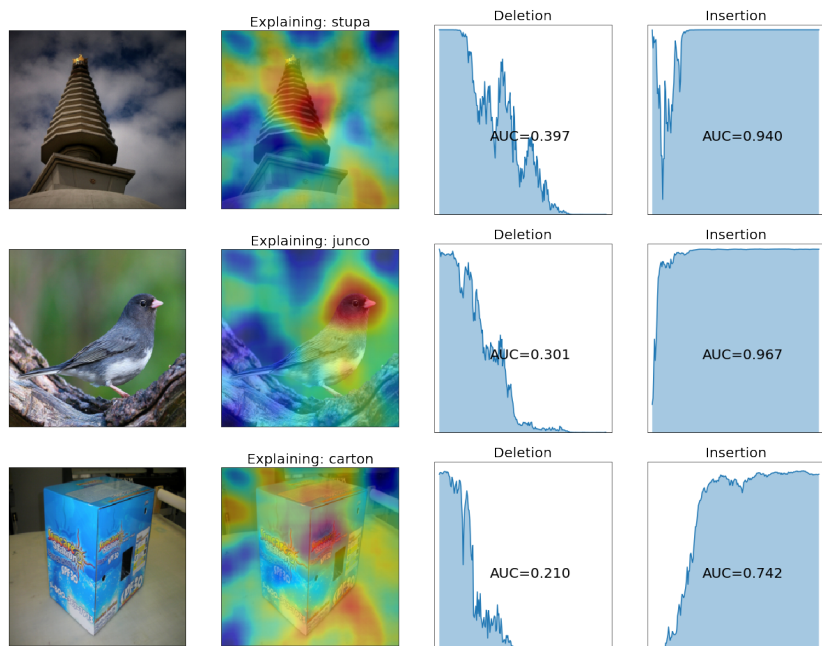 Explaining: stupa
Deletion
Insertion
AUC=0.397
AUC=0.940
Explaining: junco
Deletion
Insertion
AUC=0.301
AUC=0.967
Explaining: carton
Deletion
Insertion
AUC=0.210
AUC=0.742